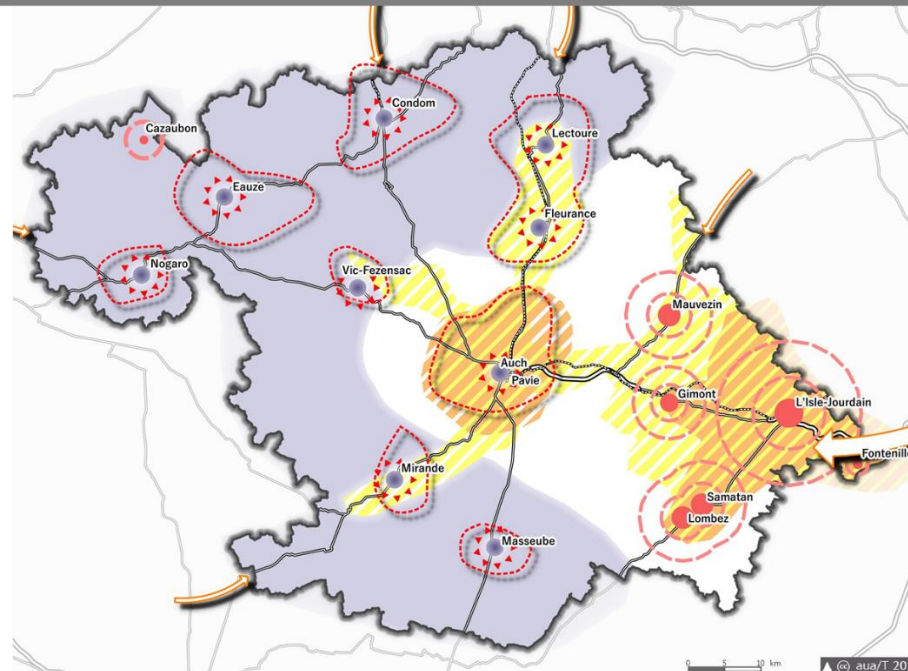 Condom
Cazaubon
Lectoure
Eauze
Fleurance
Nogaro
Vic-Fezensac
Mauvezin
Auch
Pavie
Gimont
L'Isle-Jourdain
Fontenille
Mirande
Samatan
Lombez
Masseube
0 5 10 km
@ aua/T 20